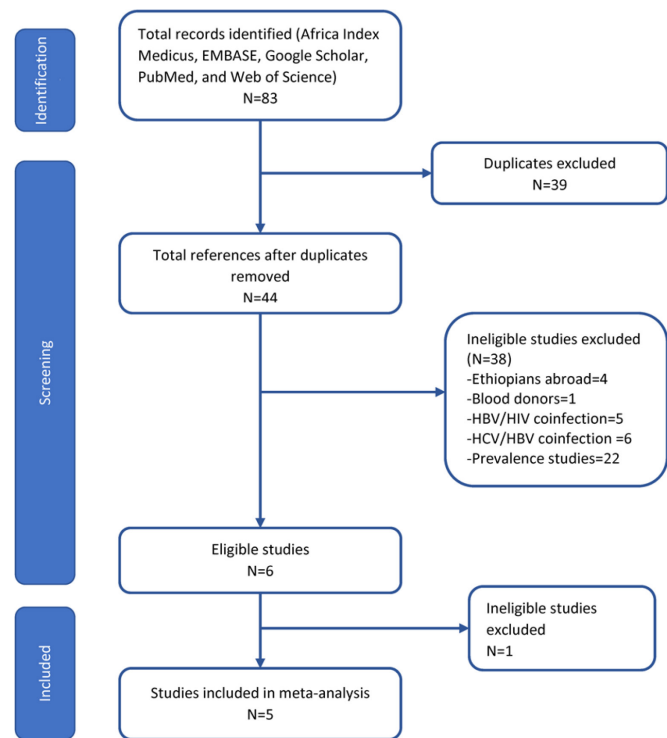 Identification
Total records identified (Africa Index
Medicus, EMBASE, Google Scholar,
PubMed, and Web of Science)
N=83
Duplicates excluded
N=39
Screening
Total references after duplicates
removed
N=44
Ineligible studies excluded
(N=38)
-Ethiopians abroad=4
-Blood donors=1
-HBV/HIV coinfection=5
-HCV/HBV coinfection =6
-Prevalence studies=22
Eligible studies
N=6
Ineligible studies
excluded
N=1
Included
Studies included in meta-analysis
N=5